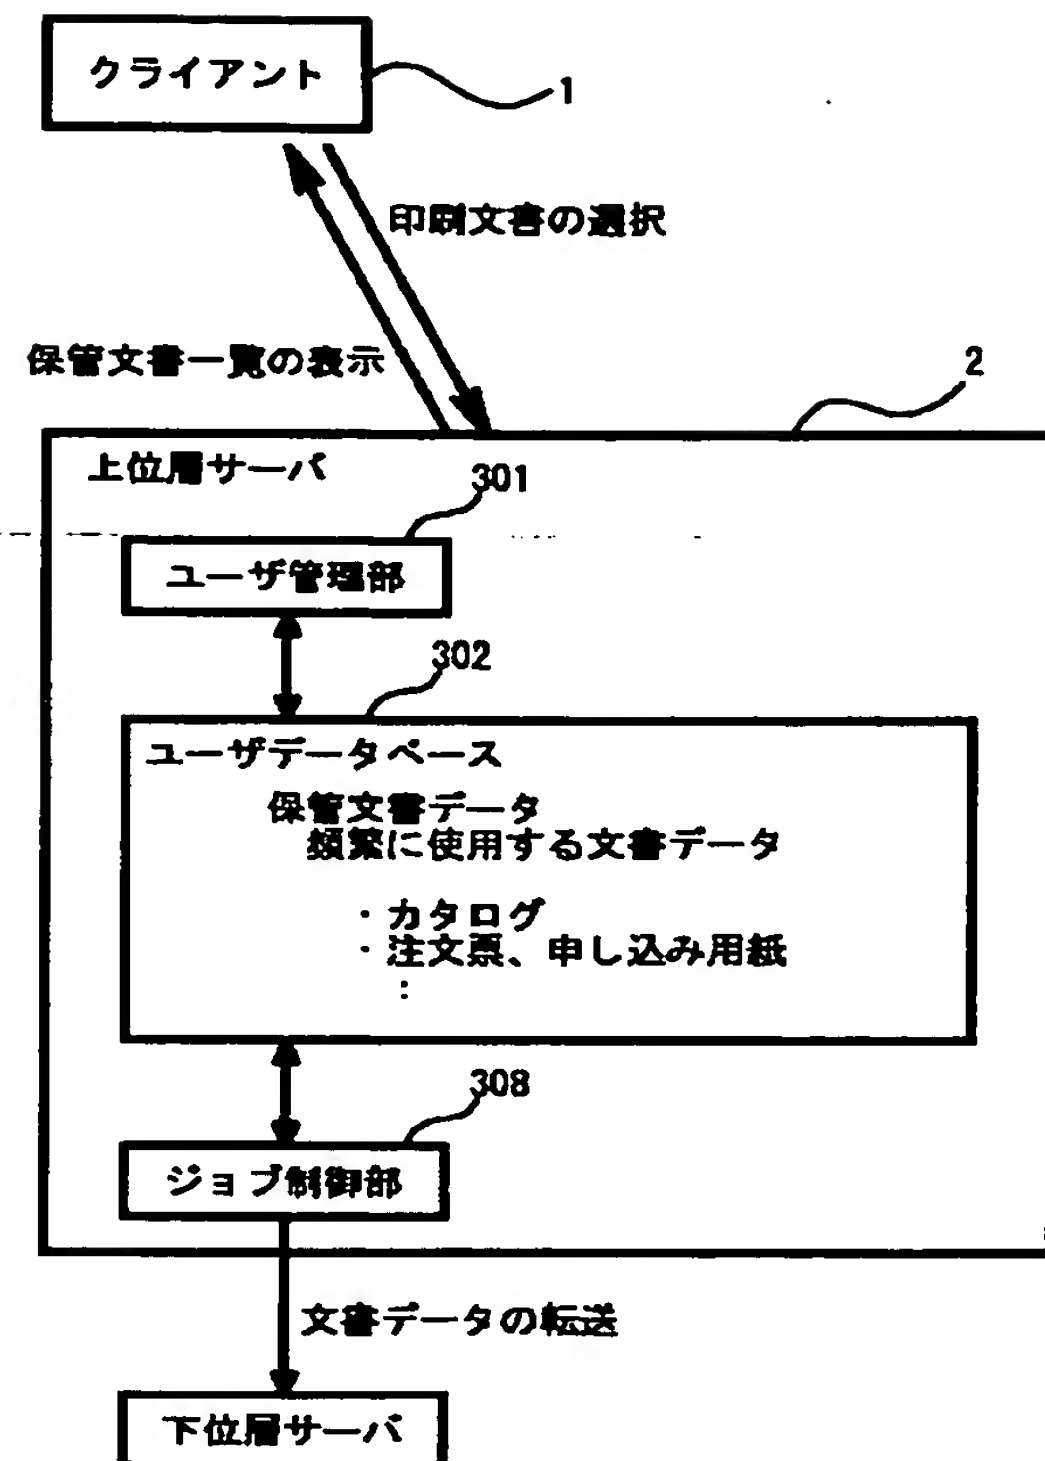 クライアント
1
印刷文書の選択
保管文書一覧の表示
2
上位層サーバ
301
ユーザ管理部
302
ユーザデータベース
保管文書データ
頻繁に使用する文書データ
・カタログ
・注文票、申し込み用紙
:
308
ジョブ制御部
文書データの転送
下位層サーバ